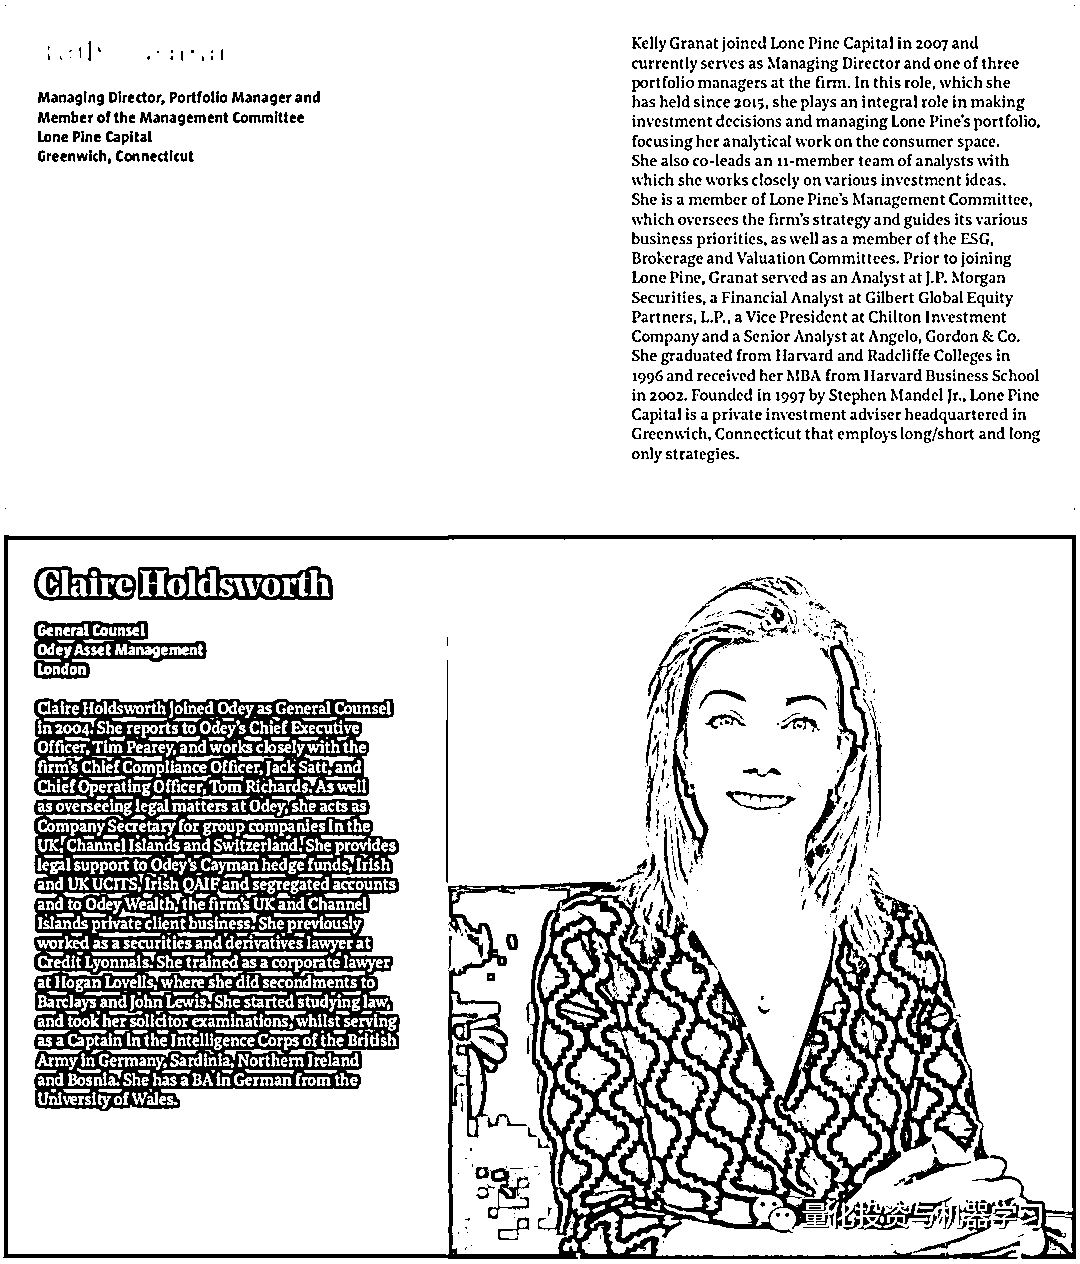 Managing Director, Portfolio Manager and
Member of the Management Committee
Lone Pine Capital
Greenwich, Connecticut
Kelly Granat joined Lone Pine Capital in 2007 and
currently serves as Managing Director and one of three
portfolio managers at the firm. In this role, which she
has held since 2015, she plays an integral role in making
investment decisions and managing Lone Pine's portfolio,
focusing her analytical work on the consumer space.
She also co-leads an 11-member team of analysts with
which she works closely on various investment ideas.
She is a member of Lone Pine's Management Committee,
which oversees the firm's strategy and guides its various
business priorities, as well as a member of the ESG,
Brokerage and Valuation Committees. Prior to joining
Lone Pine, Granat served as an Analyst at J.P. Morgan
Securities, a Financial Analyst at Gilbert Global Equity
Partners, L.P., a Vice President at Chilton Investment
Company and a Senior Analyst at Angelo, Gordon & Co.
She graduated from Harvard and Radcliffe Colleges in
1996 and received her MBA from Harvard Business School
in 2002. Founded in 1997 by Stephen Mandel Jr., Lone Pine
Capital is a private investment adviser headquartered in
Greenwich, Connecticut that employs long/short and long
only strategies.
Claire Holdsworth
General Counsel
Odey Asset Management
London
Claire Holdsworth joined Odey as General Counsel
in 2004. She reports to Odey's Chief Executive
Officer, Tim Pearey, and works closely with the
firm's Chief Compliance Officer, Jack Satt, and
Chief Operating Officer, Tom Richards. As well
as overseeing legal matters at Odey, she acts as
Company Secretary for group companies in the
UK, Channel Islands and Switzerland. She provides
legal support to Odey's Cayman hedge funds, Irish
and UK UCITS, Irish QAIF and segregated accounts
and to Odey Wealth, the firm's UK and Channel
Islands private client business. She previously
worked as a securities and derivatives lawyer at
Credit Lyonnais. She trained as a corporate lawyer
at Hogan Lovells, where she did secondments to
Barclays and John Lewis. She started studying law,
and took her solicitor examinations, whilst serving
as a Captain in the Intelligence Corps of the British
Army in Germany, Sardinia, Northern Ireland
and Bosnia. She has a BA in German from the
University of Wales.
量化投资与机器学习